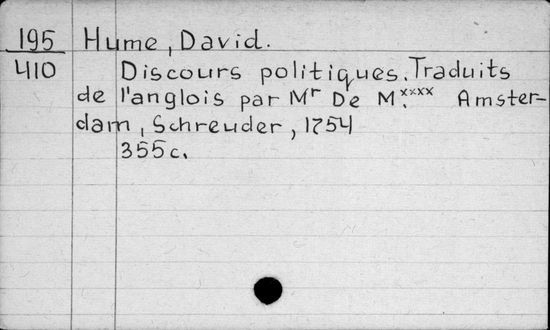 195 Hume, David.
410 Discours politiques. Traduits
de l'anglois par Mr De M.xxxx Amster-
dam, Schreuder, 1754
355c.